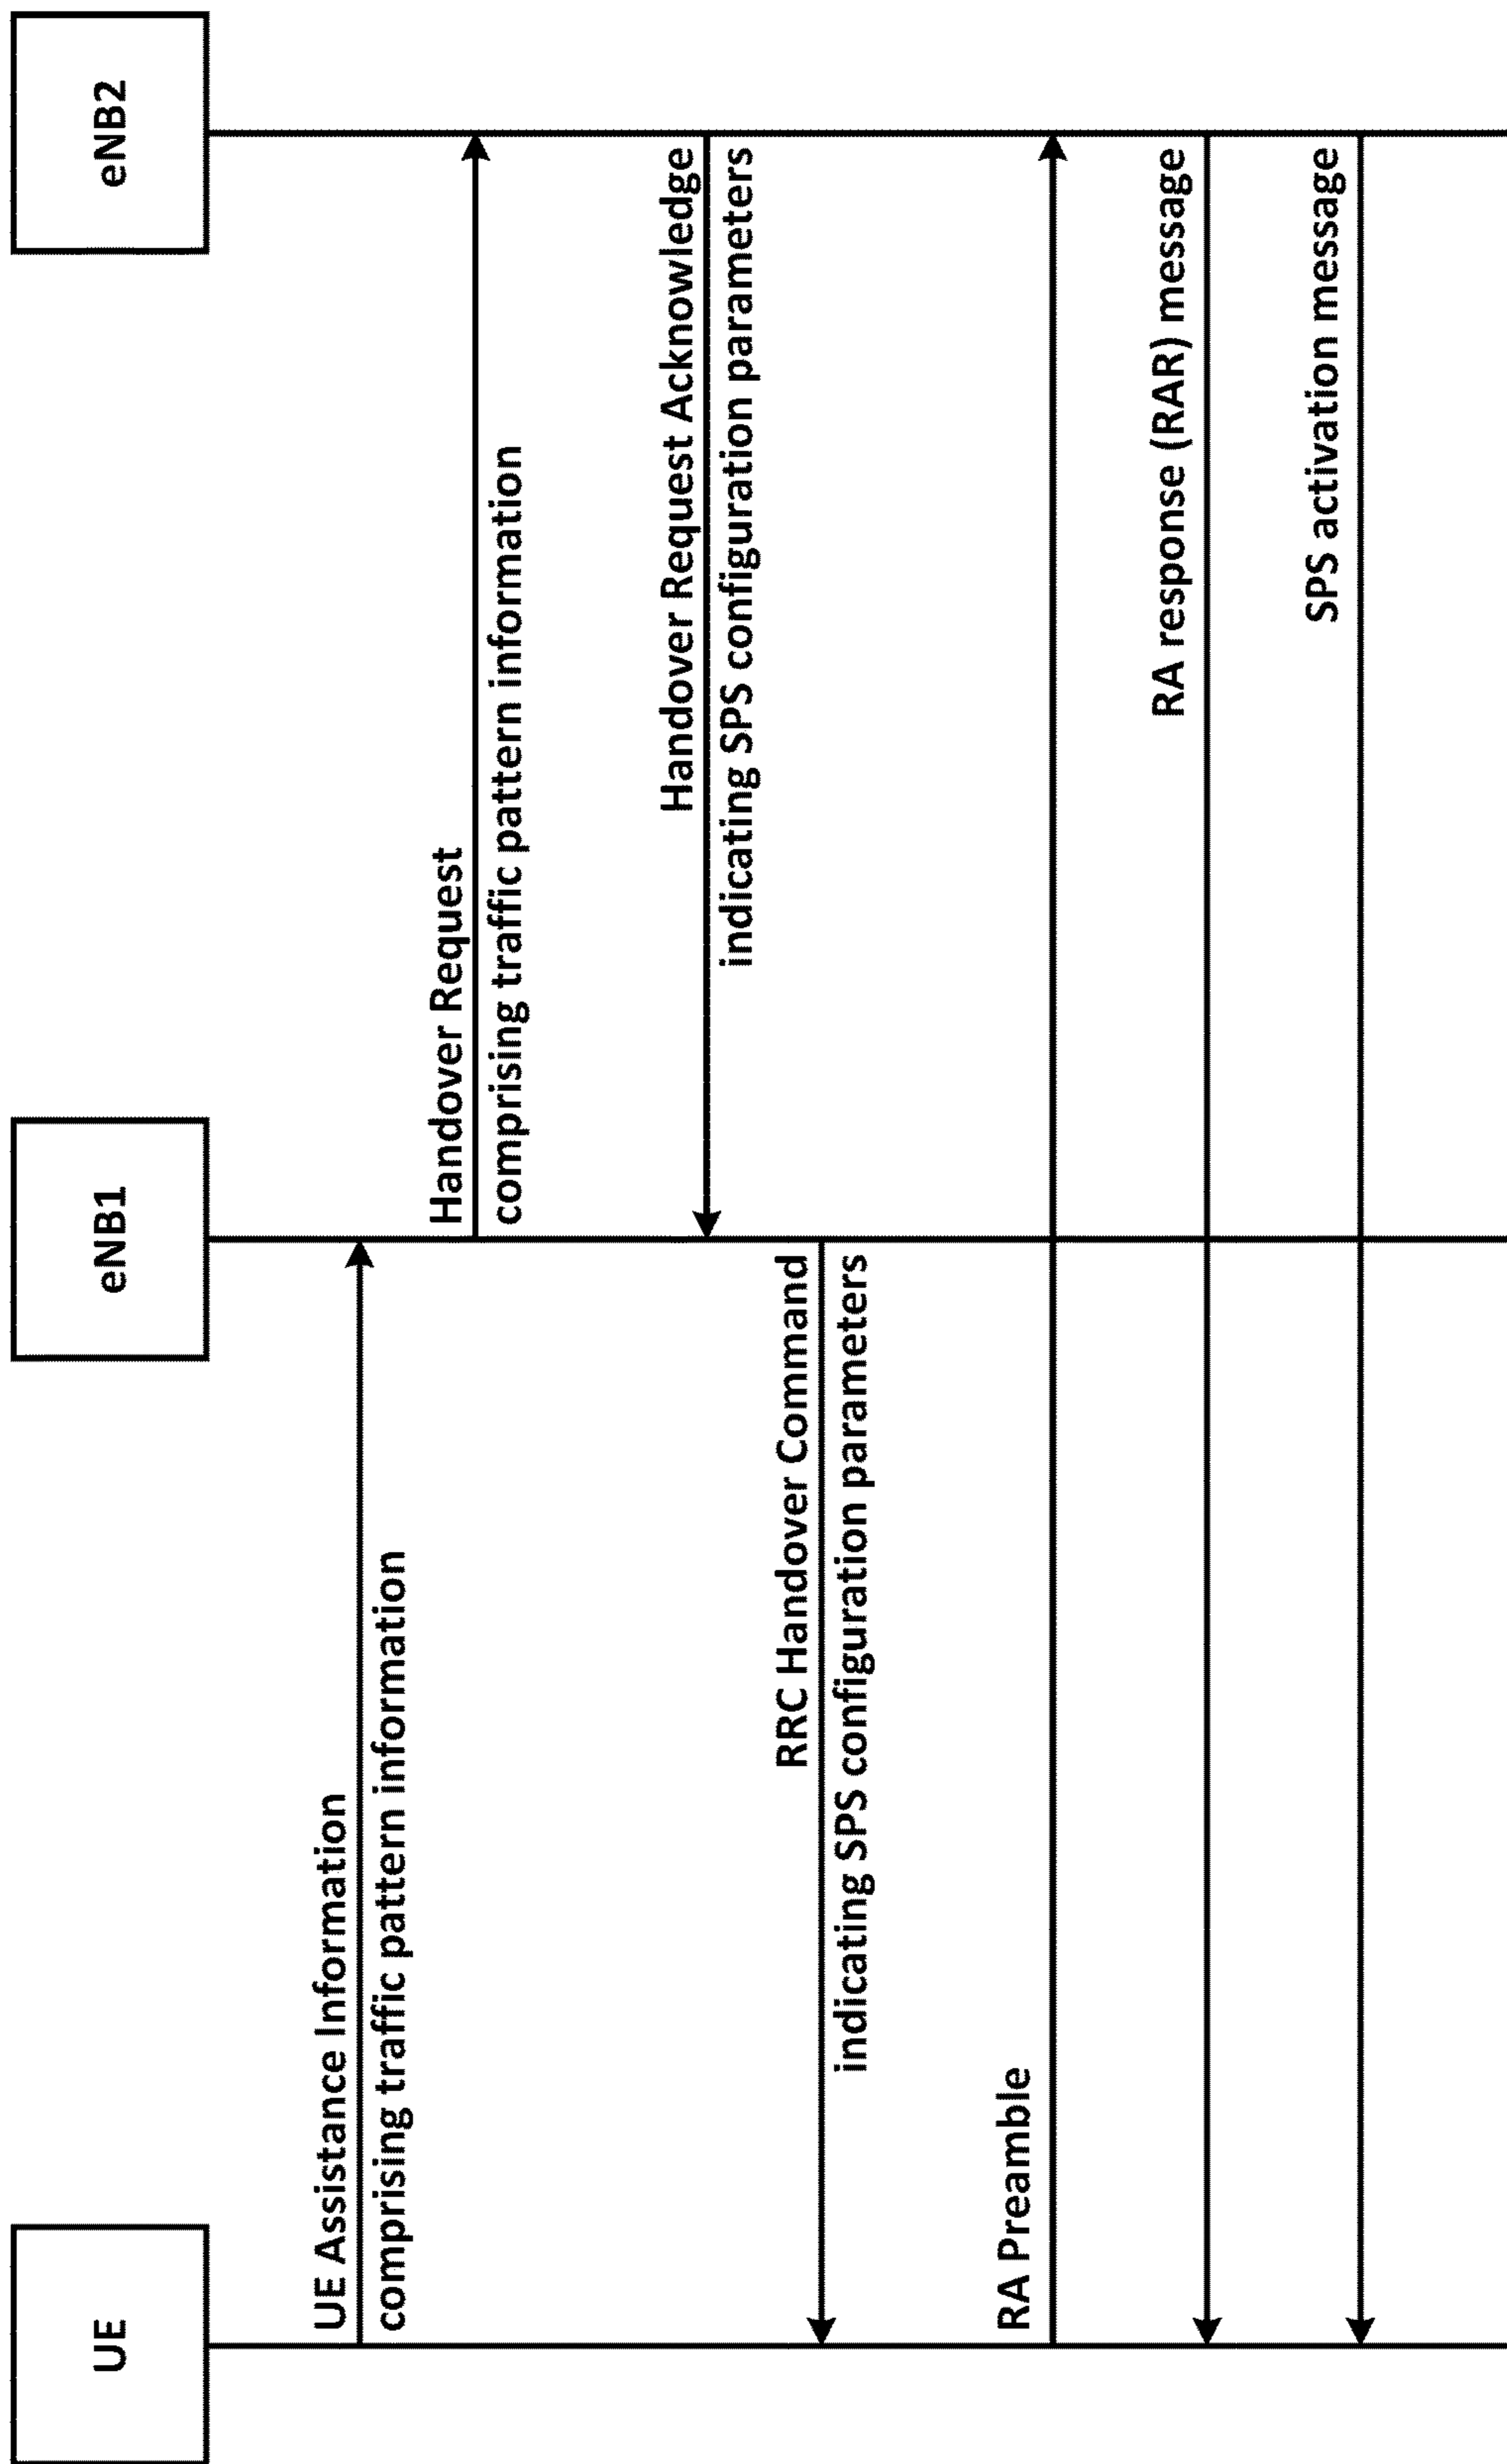 UE
eNB1
eNB2
UE Assistance Information
comprising traffic pattern information
Handover Request
comprising traffic pattern information
Handover Request Acknowledge
indicating SPS configuration parameters
RRC Handover Command
indicating SPS configuration parameters
RA Preamble
RA response (RAR) message
SPS activation message